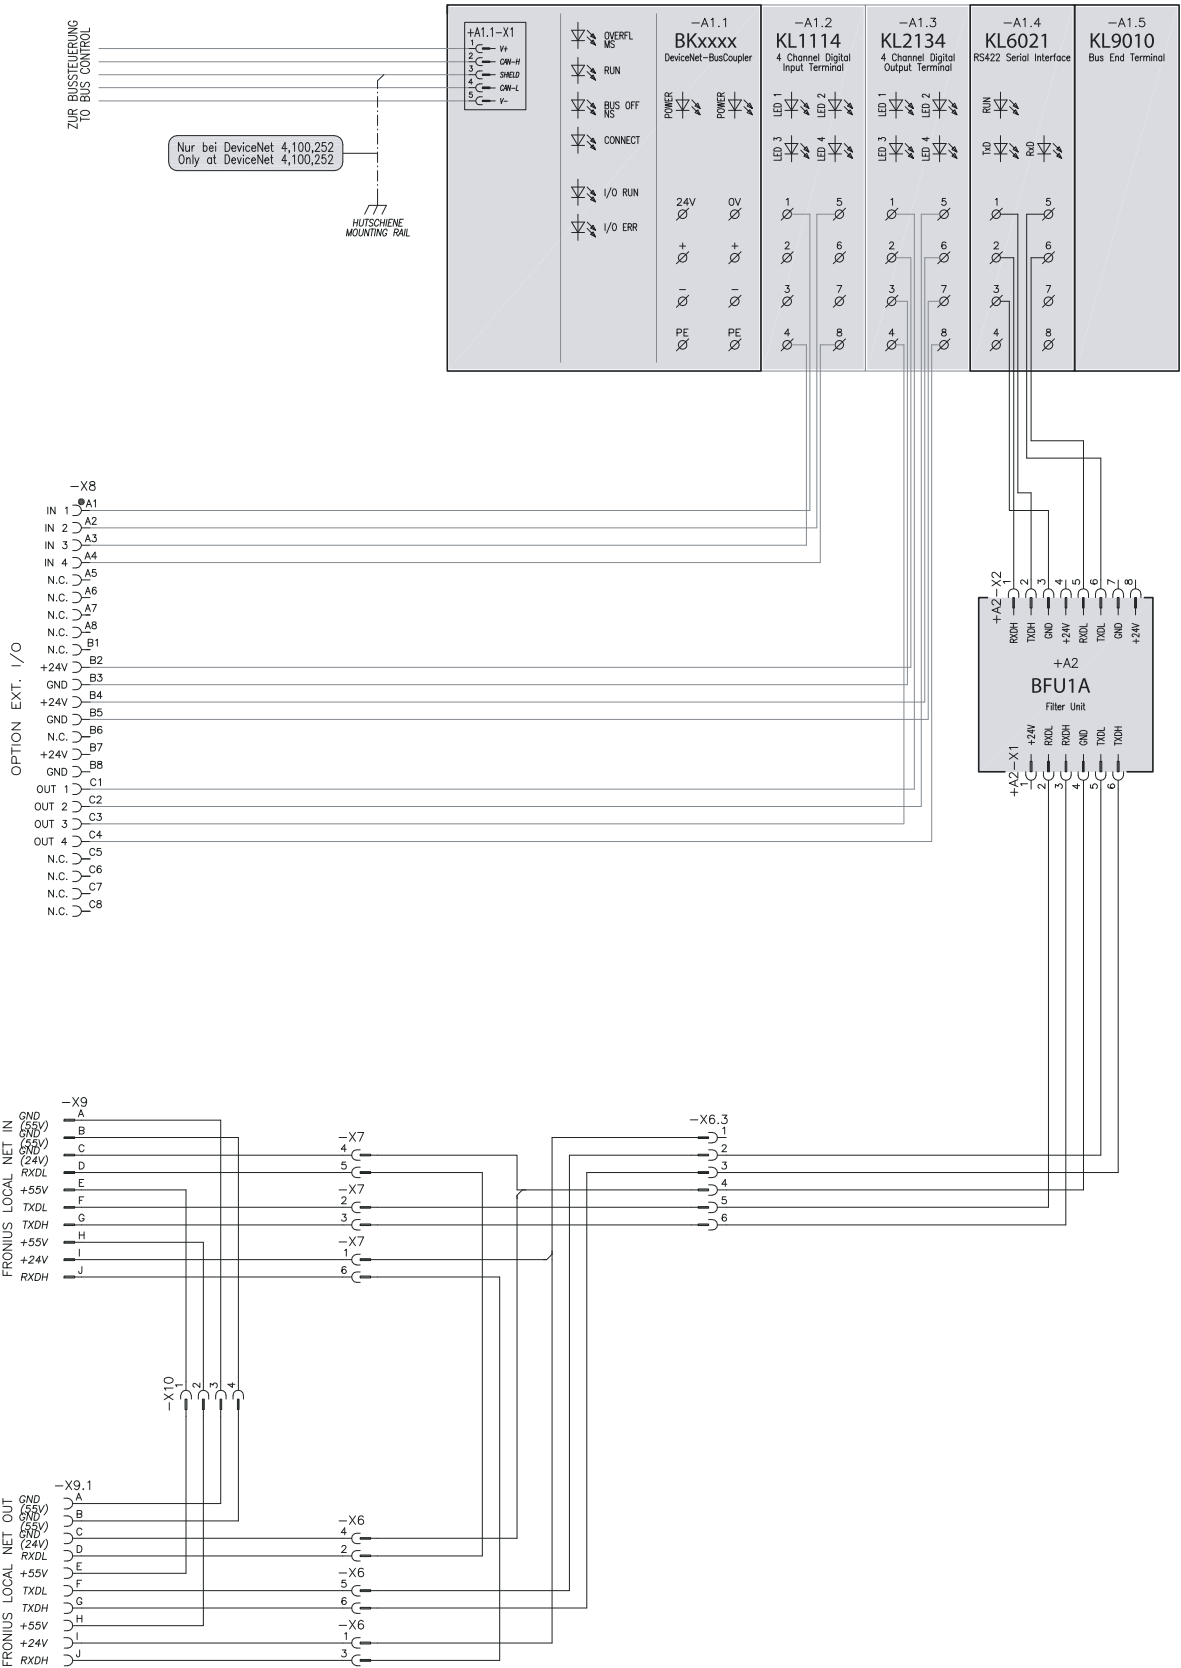 ZUR BUSSTEUERUNG
TO BUS CONTROL
+A1.1-X1
1 V+
2 CAN-H
3 SHIELD
4 CAN-L
5 V-
Nur bei DeviceNet 4,100,252
Only at DeviceNet 4,100,252
HUTSCHIENE
MOUNTING RAIL
OVERFL
MS
RUN
BUS OFF
NS
CONNECT
I/O RUN
I/O ERR
-A1.1
BKxxxx
DeviceNet-BusCoupler
POWER POWER
24V 0V
+ +
- -
PE PE
-A1.2
KL1114
4 Channel Digital
Input Terminal
LED 1 LED 2
LED 3 LED 4
1 5
2 6
3 7
4 8
-A1.3
KL2134
4 Channel Digital
Output Terminal
LED 1 LED 2
LED 3 LED 4
1 5
2 6
3 7
4 8
-A1.4
KL6021
RS422 Serial Interface
RUN
TxD RxD
1 5
2 6
3 7
4 8
-A1.5
KL9010
Bus End Terminal
OPTION EXT. I/O
-X8
IN 1 A1
IN 2 A2
IN 3 A3
IN 4 A4
N.C. A5
N.C. A6
N.C. A7
N.C. A8
N.C. B1
+24V B2
GND B3
+24V B4
GND B5
N.C. B6
+24V B7
GND B8
OUT 1 C1
OUT 2 C2
OUT 3 C3
OUT 4 C4
N.C. C5
N.C. C6
N.C. C7
N.C. C8
+A2-X2
1 2 3 4 5 6 7 8
RXDH TXDH GND +24V RXDL TXDL GND +24V
+A2
BFU1A
Filter Unit
+24V RXDL RXDH GND TXDL TXDH
+A2-X1
1 2 3 4 5 6
FRONIUS LOCAL NET IN
-X9
GND (55V) A
GND (55V) B
GND (24V) C
RXDL D
+55V E
TXDL F
TXDH G
+55V H
+24V I
RXDH J
-X7
4
5
-X7
2
3
-X7
1
6
-X6.3
1
2
3
4
5
6
-X10
1 2 3 4
FRONIUS LOCAL NET OUT
-X9.1
GND (55V) A
GND (55V) B
GND (24V) C
RXDL D
+55V E
TXDL F
TXDH G
+55V H
+24V I
RXDH J
-X6
4
2
-X6
5
6
-X6
1
3